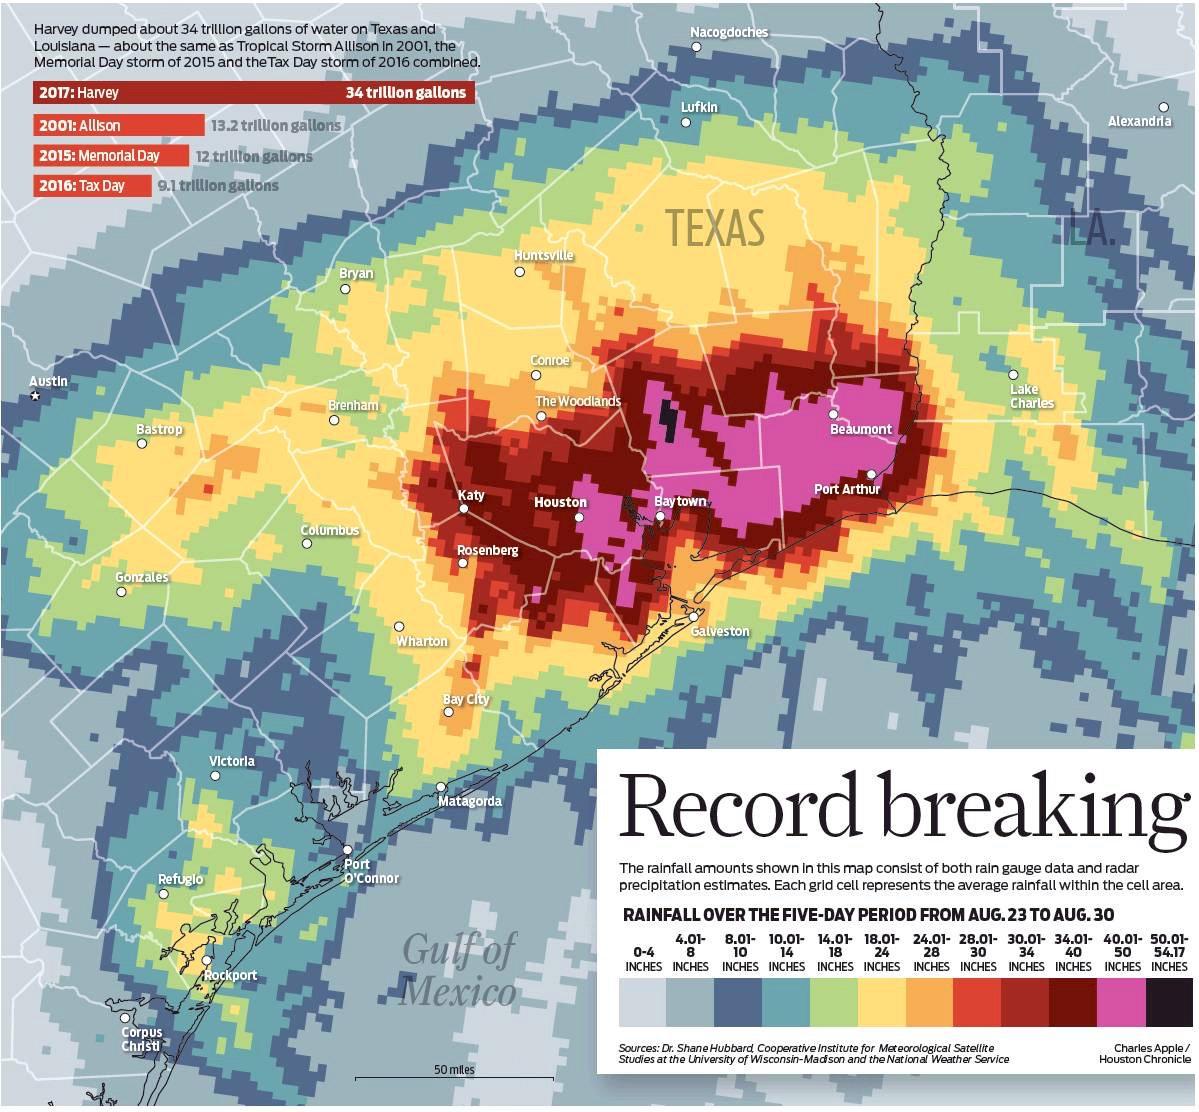 Harvey dumped about 34 trillion gallons of water on Texas and
Louisiana — about the same as Tropical Storm Allison in 2001, the
Memorial Day storm of 2015 and theTax Day storm of 2016 combined.
2017: Harvey 34 trillion gallons
2001: Allison 13.2 trillion gallons
2015: Memorial Day 12 trillion gallons
2016: Tax Day 9.1 trillion gallons
Nacogdoches
Lufkin
Alexandria
TEXAS
LA.
Huntsville
Bryan
Conroe
Austin
The Woodlands
Lake
Charles
Brenham
Bastrop
Beaumont
Port Arthur
Katy
Houston
Baytown
Columbus
Rosenberg
Gonzales
Wharton
Galveston
Bay City
Victoria
Matagorda
Port
O'Connor
Refugio
Gulf of
Mexico
Rockport
Corpus
Christi
50 miles
Record breaking
The rainfall amounts shown in this map consist of both rain gauge data and radar
precipitation estimates. Each grid cell represents the average rainfall within the cell area.
RAINFALL OVER THE FIVE-DAY PERIOD FROM AUG. 23 TO AUG. 30
4.01- 8.01- 10.01- 14.01- 18.01- 24.01- 28.01- 30.01- 34.01- 40.01- 50.01-
0-4 8 10 14 18 24 28 30 34 40 50 54.17
INCHES INCHES INCHES INCHES INCHES INCHES INCHES INCHES INCHES INCHES INCHES INCHES
Sources: Dr. Shane Hubbard, Cooperative Institute for Meteorological Satellite
Studies at the University of Wisconsin-Madison and the National Weather Service
Charles Apple /
Houston Chronicle